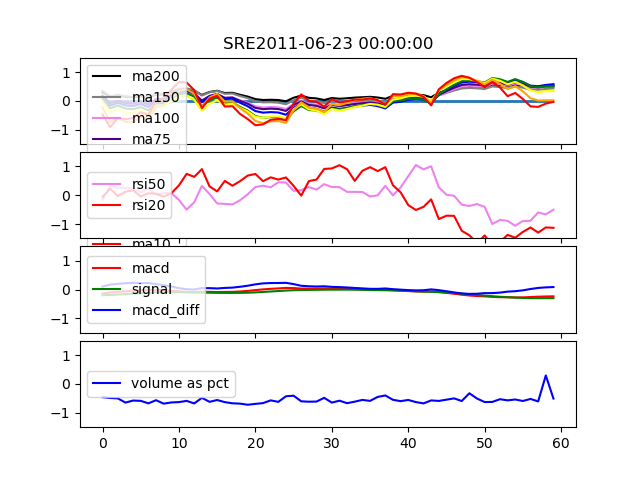 SRE2011-06-23 00:00:00
1
0
−1
ma200
ma150
ma100
ma75
1
0
−1
rsi50
rsi20
ma10
1
0
−1
macd
signal
macd_diff
1
0
−1
volume as pct
0 10 20 30 40 50 60